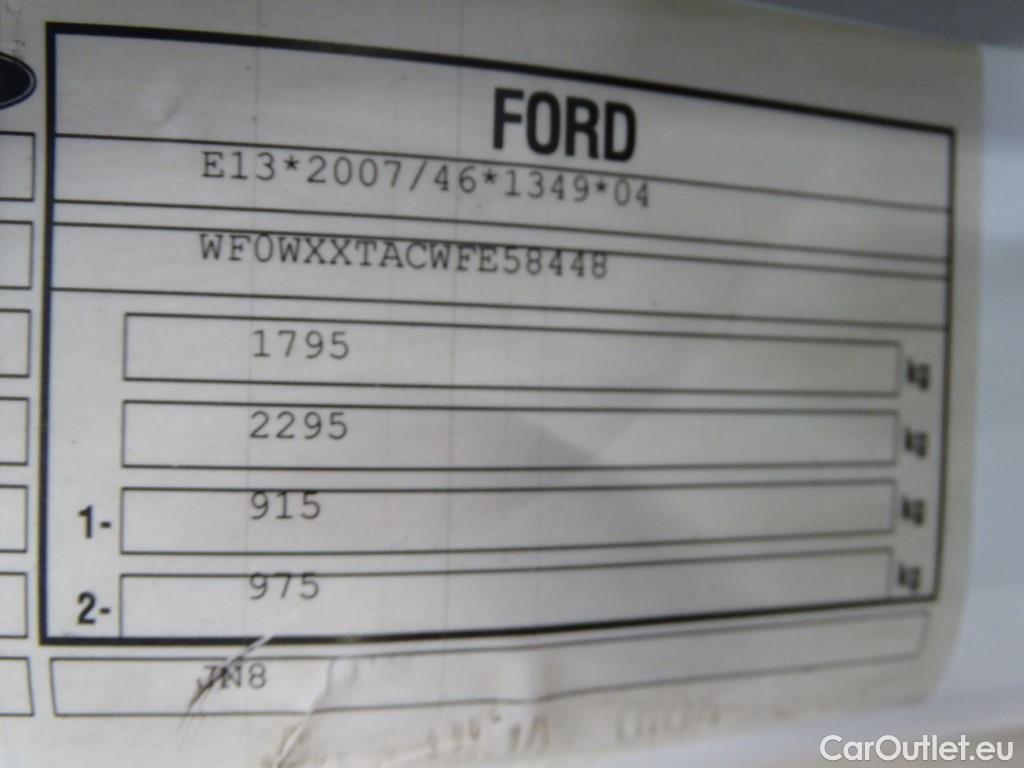 FORD
E13*2007/46*1349*04
WF0WXXTACWFE58448
1795 kg
2295 kg
1- 915 kg
2- 975 kg
JN8
CarOutlet.eu